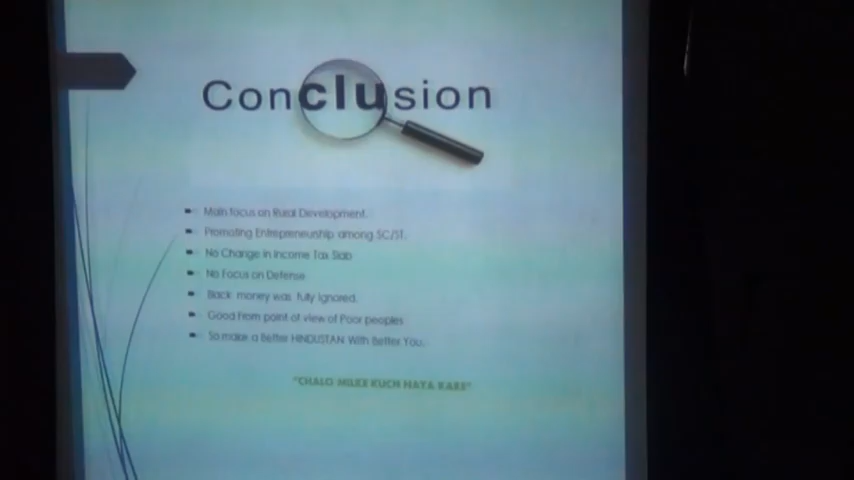 Conclusion
Main focus on Rural Development.
Promoting Entrepreneurship among SC/ST.
No Change in Income Tax Slab
No Focus on Defense
Black money was fully Ignored.
Good From point of view of Poor peoples
So make a Better HINDUSTAN With Better You.
"CHALO MILKE KUCH NAYA KARE"